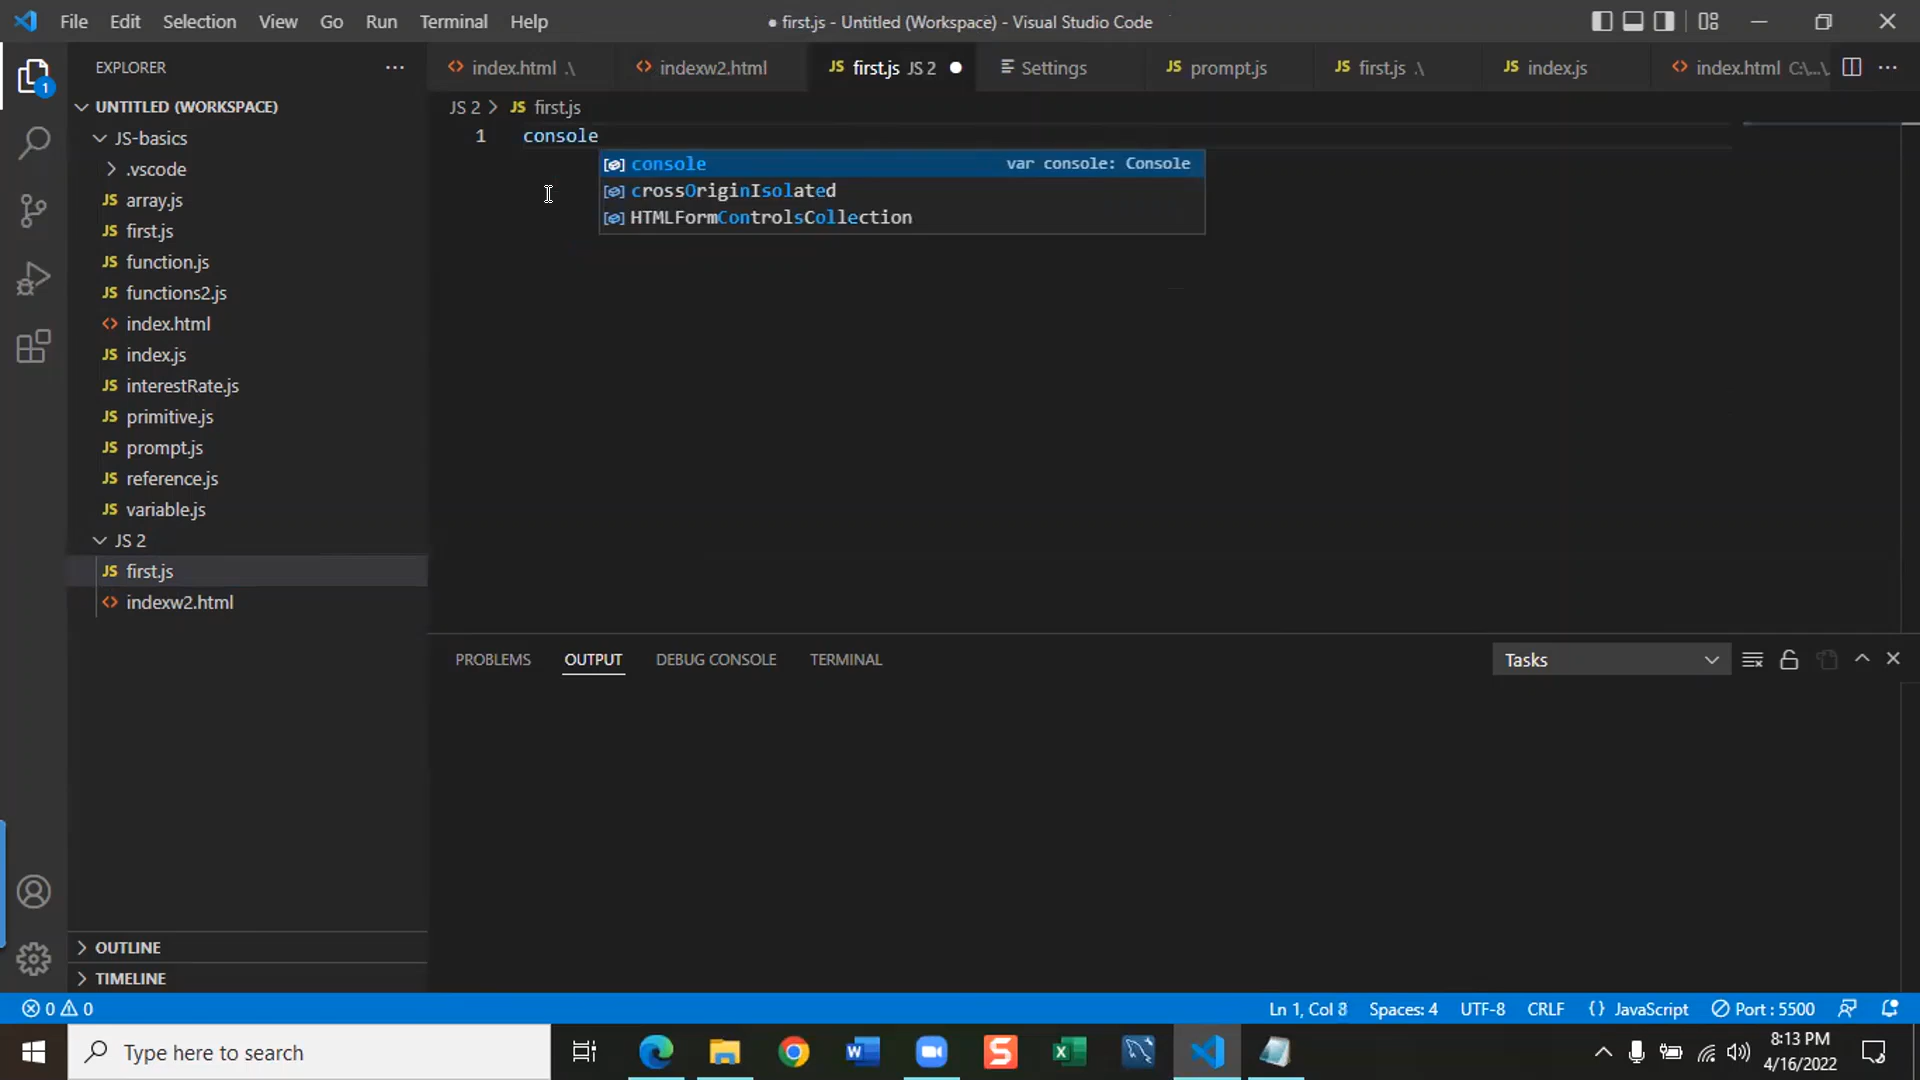 File Edit Selection View Go Run Terminal Help
● first.js - Untitled (Workspace) - Visual Studio Code
EXPLORER
index.html .\
indexw2.html
JS first.js JS 2 ●
Settings
JS prompt.js
JS first.js .\
JS index.js
index.html C:\...\.
UNTITLED (WORKSPACE)
JS-basics
.vscode
JS array.js
JS first.js
JS function.js
JS functions2.js
index.html
JS index.js
JS interestRate.js
JS primitive.js
JS prompt.js
JS reference.js
JS variable.js
JS 2
JS first.js
indexw2.html
OUTLINE
TIMELINE
JS 2 > JS first.js
1 console
console var console: Console
crossOriginIsolated
HTMLFormControlsCollection
PROBLEMS OUTPUT DEBUG CONSOLE TERMINAL
Tasks
1
0 0
Ln 1, Col 8 Spaces: 4 UTF-8 CRLF {} JavaScript Port : 5500
Type here to search
8:13 PM
4/16/2022